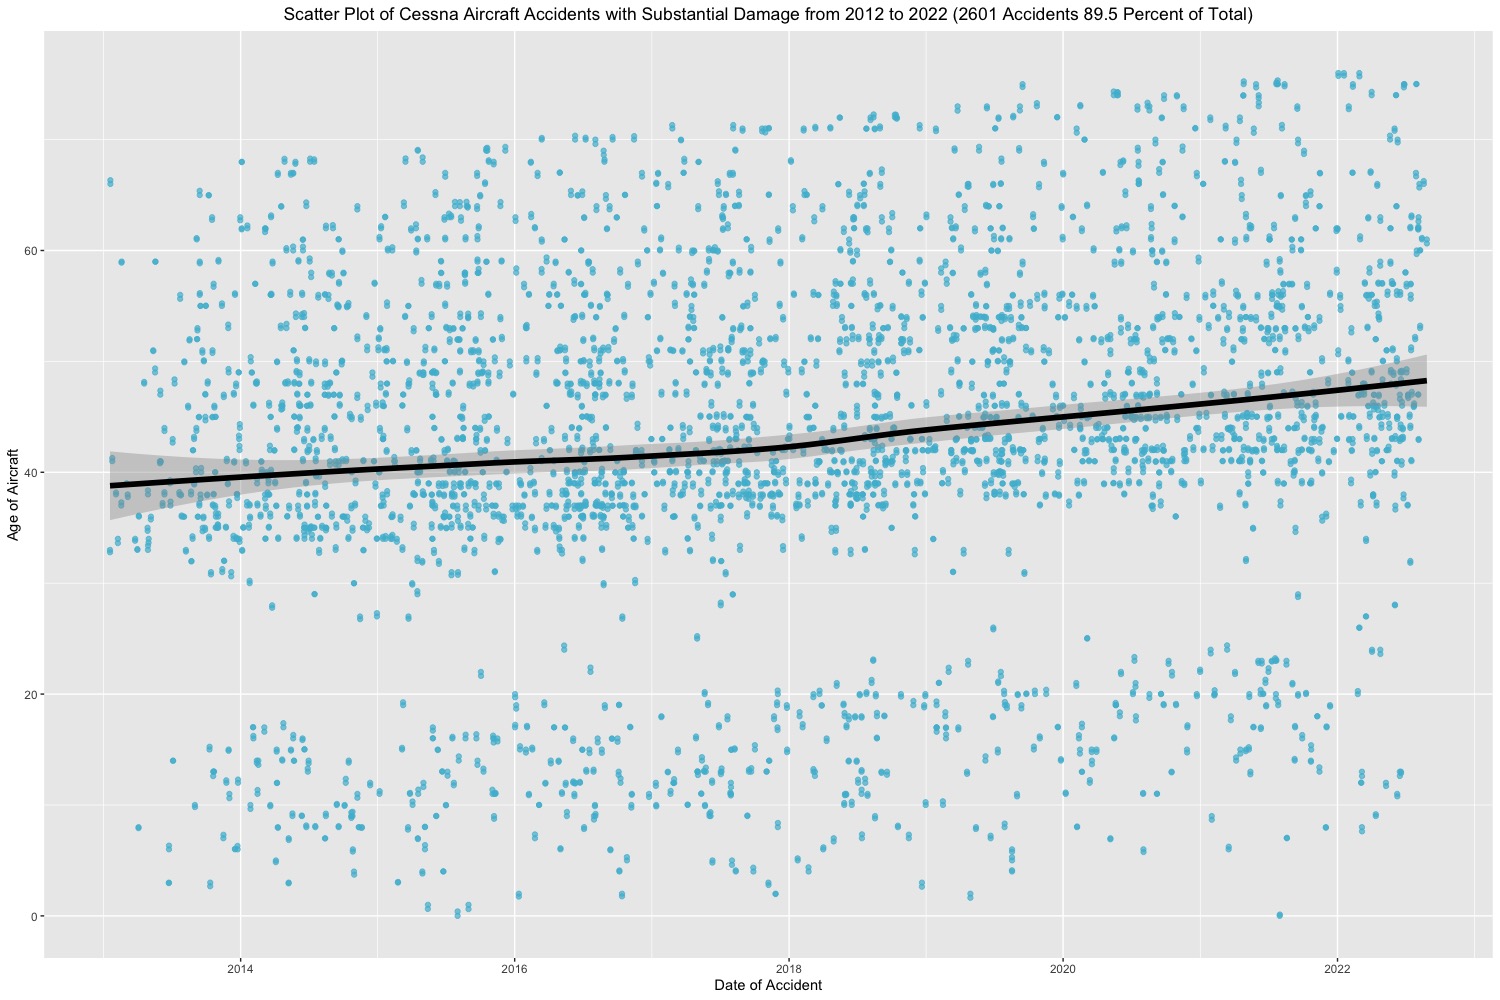 Scatter Plot of Cessna Aircraft Accidents with Substantial Damage from 2012 to 2022 (2601 Accidents 89.5 Percent of Total)
Age of Aircraft
60
40
20
0
2014 2016 2018 2020 2022
Date of Accident